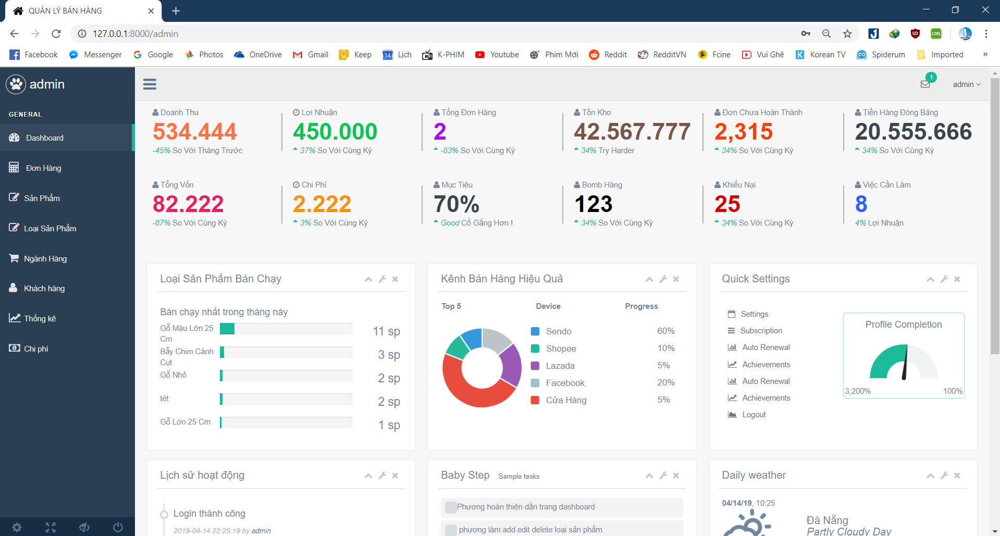 QUẢN LÝ BÁN HÀNG
127.0.0.1:8000/admin
Facebook
Messenger
Google
Photos
OneDrive
Gmail
Keep
14
Lịch
K-PHIM
Youtube
Phim Mới
Reddit
RedditVN
Fcine
Vui Ghê
Korean TV
Spiderum
Imported
»
CORS
admin
GENERAL
Dashboard
Đơn Hàng
Sản Phẩm
Loại Sản Phẩm
Ngành Hàng
Khách hàng
Thống kê
Chi phí
1
admin
Doanh Thu
534.444
-45% So Với Tháng Trước
Lợi Nhuận
450.000
37% So Với Cùng Kỳ
Tổng Đơn Hàng
2
-83% So Với Cùng Kỳ
Tồn Kho
42.567.777
34% Try Harder
Đơn Chưa Hoàn Thành
2,315
34% So Với Cùng Kỳ
Tiền Hàng Đóng Băng
20.555.666
34% So Với Cùng Kỳ
Tổng Vốn
82.222
-87% So Với Cùng Kỳ
Chi Phí
2.222
3% So Với Cùng Kỳ
Mục Tiêu
70%
Good Cố Gắng Hơn !
Bomb Hàng
123
34% So Với Cùng Kỳ
Khiếu Nại
25
34% So Với Cùng Kỳ
Việc Cần Làm
8
4% Lợi Nhuận
Loại Sản Phẩm Bán Chạy
Bán chạy nhất trong tháng này
Gỗ Màu Lớn 25
Cm
11 sp
Bẫy Chim Cánh
Cụt
3 sp
Gỗ Nhỏ
2 sp
tét
2 sp
Gỗ Lớn 25 Cm
1 sp
Kênh Bán Hàng Hiệu Quả
Top 5 Device Progress
Sendo 60%
Shopee 10%
Lazada 5%
Facebook 20%
Cửa Hàng 5%
Quick Settings
Settings
Subscription
Auto Renewal
Achievements
Auto Renewal
Achievements
Logout
Profile Completion
3,200% 100%
Lịch sử hoạt động
Login thành công
2019-04-14 22:25:19 by admin
Baby Step Sample tasks
Phương hoàn thiện dần trang dashboard
phương làm add edit delete loại sản phẩm
Daily weather
04/14/19, 10:25
Đà Nẵng
Partly Cloudy Day